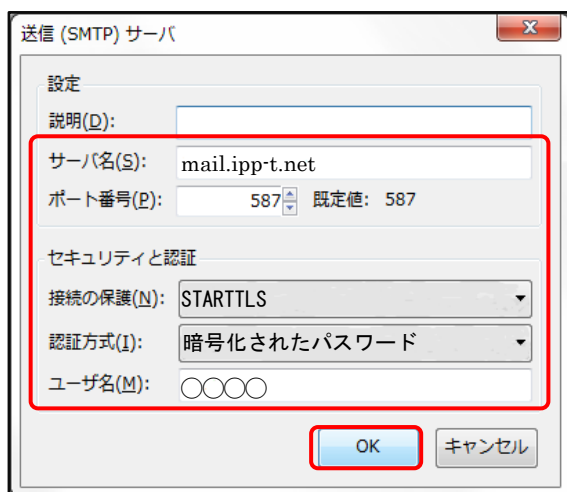 送信 (SMTP) サーバ
設定
説明(D):
サーバ名(S): mail.ipp-t.net
ポート番号(P): 587 既定値: 587
セキュリティと認証
接続の保護(N): STARTTLS
認証方式(I): 暗号化されたパスワード
ユーザ名(M): ○○○○
OK キャンセル